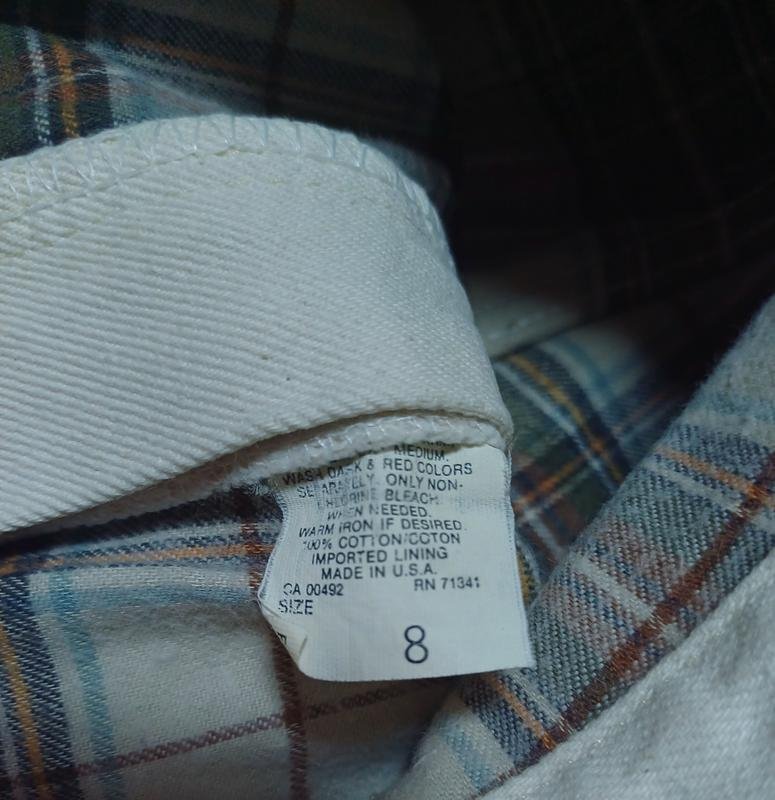 MEDIUM.
WASH DARK & RED COLORS
SEPARATELY. ONLY NON-
CHLORINE BLEACH.
WHEN NEEDED.
WARM IRON IF DESIRED.
100% COTTON/COTON
IMPORTED LINING
MADE IN U.S.A.
CA 00492 RN 71341
SIZE
8